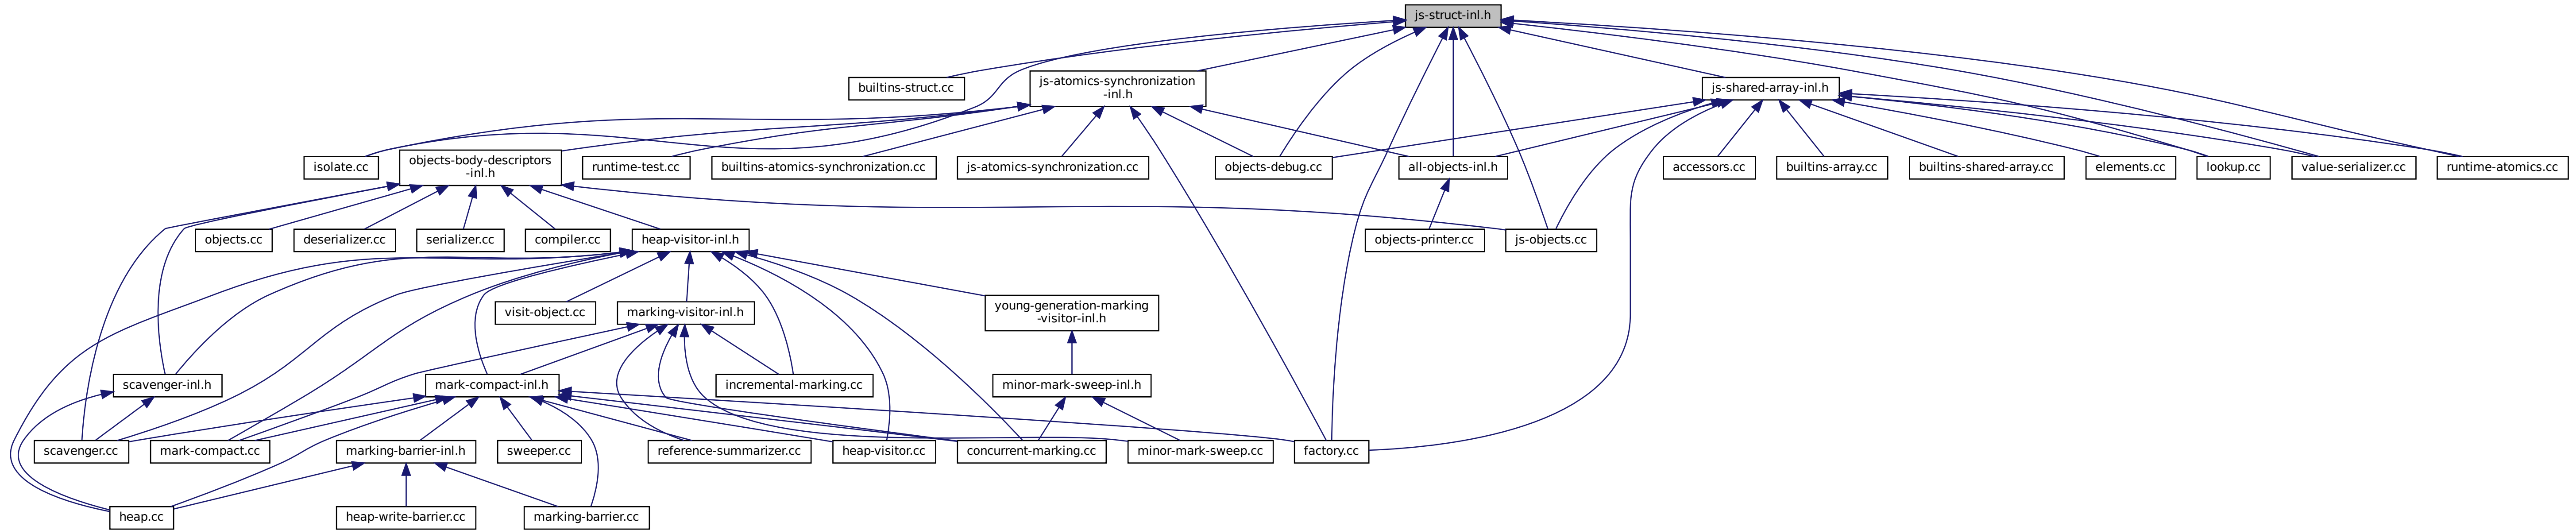 js-struct-inl.h
builtins-struct.cc
js-atomics-synchronization
-inl.h
js-shared-array-inl.h
isolate.cc
objects-body-descriptors
-inl.h
runtime-test.cc
builtins-atomics-synchronization.cc
js-atomics-synchronization.cc
objects-debug.cc
all-objects-inl.h
accessors.cc
builtins-array.cc
builtins-shared-array.cc
elements.cc
lookup.cc
value-serializer.cc
runtime-atomics.cc
objects.cc
deserializer.cc
serializer.cc
compiler.cc
heap-visitor-inl.h
objects-printer.cc
js-objects.cc
visit-object.cc
marking-visitor-inl.h
young-generation-marking
-visitor-inl.h
scavenger-inl.h
mark-compact-inl.h
incremental-marking.cc
minor-mark-sweep-inl.h
scavenger.cc
mark-compact.cc
marking-barrier-inl.h
sweeper.cc
reference-summarizer.cc
heap-visitor.cc
concurrent-marking.cc
minor-mark-sweep.cc
factory.cc
heap.cc
heap-write-barrier.cc
marking-barrier.cc